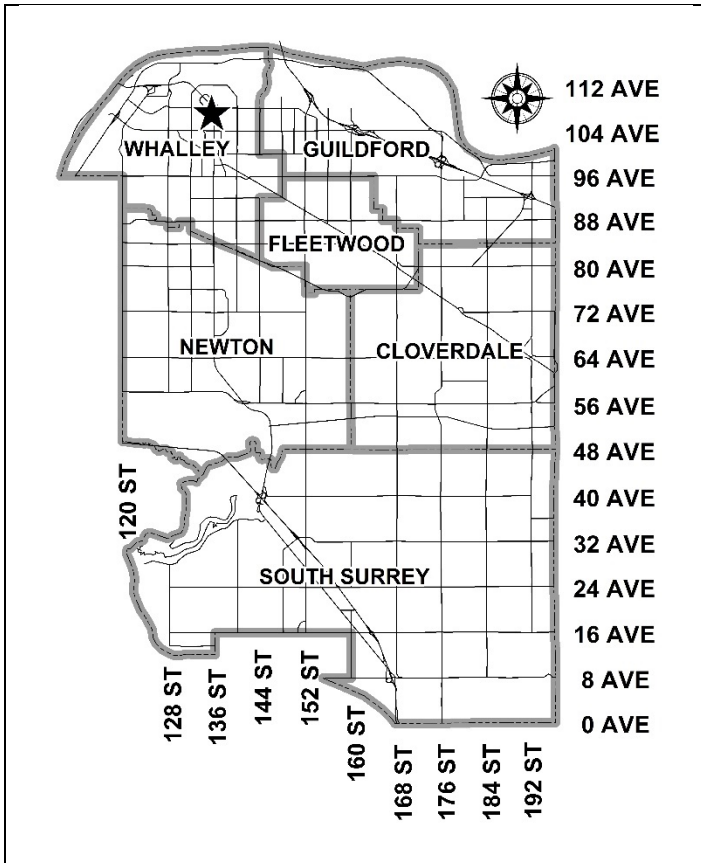 112 AVE
104 AVE
WHALLEY
GUILDFORD
96 AVE
88 AVE
FLEETWOOD
80 AVE
72 AVE
NEWTON
CLOVERDALE
64 AVE
56 AVE
48 AVE
120 ST
40 AVE
32 AVE
SOUTH SURREY
24 AVE
16 AVE
128 ST
136 ST
144 ST
152 ST
160 ST
8 AVE
0 AVE
168 ST
176 ST
184 ST
192 ST